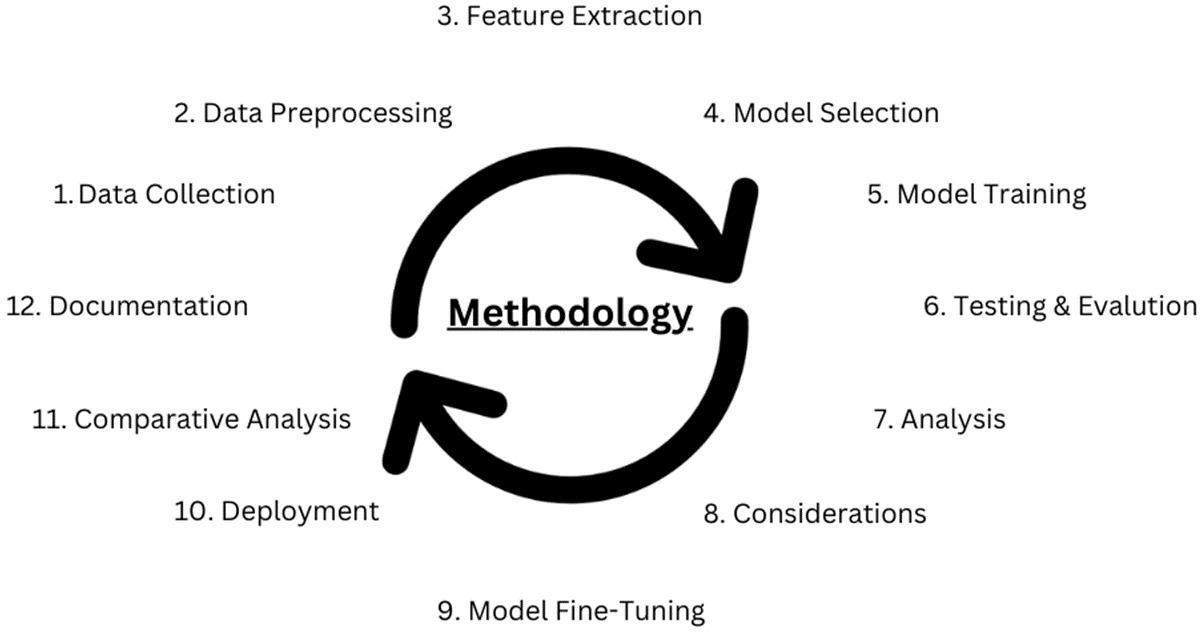 3. Feature Extraction
2. Data Preprocessing
4. Model Selection
1. Data Collection
5. Model Training
Methodology
12. Documentation
6. Testing & Evalution
11. Comparative Analysis
7. Analysis
10. Deployment
8. Considerations
9. Model Fine-Tuning